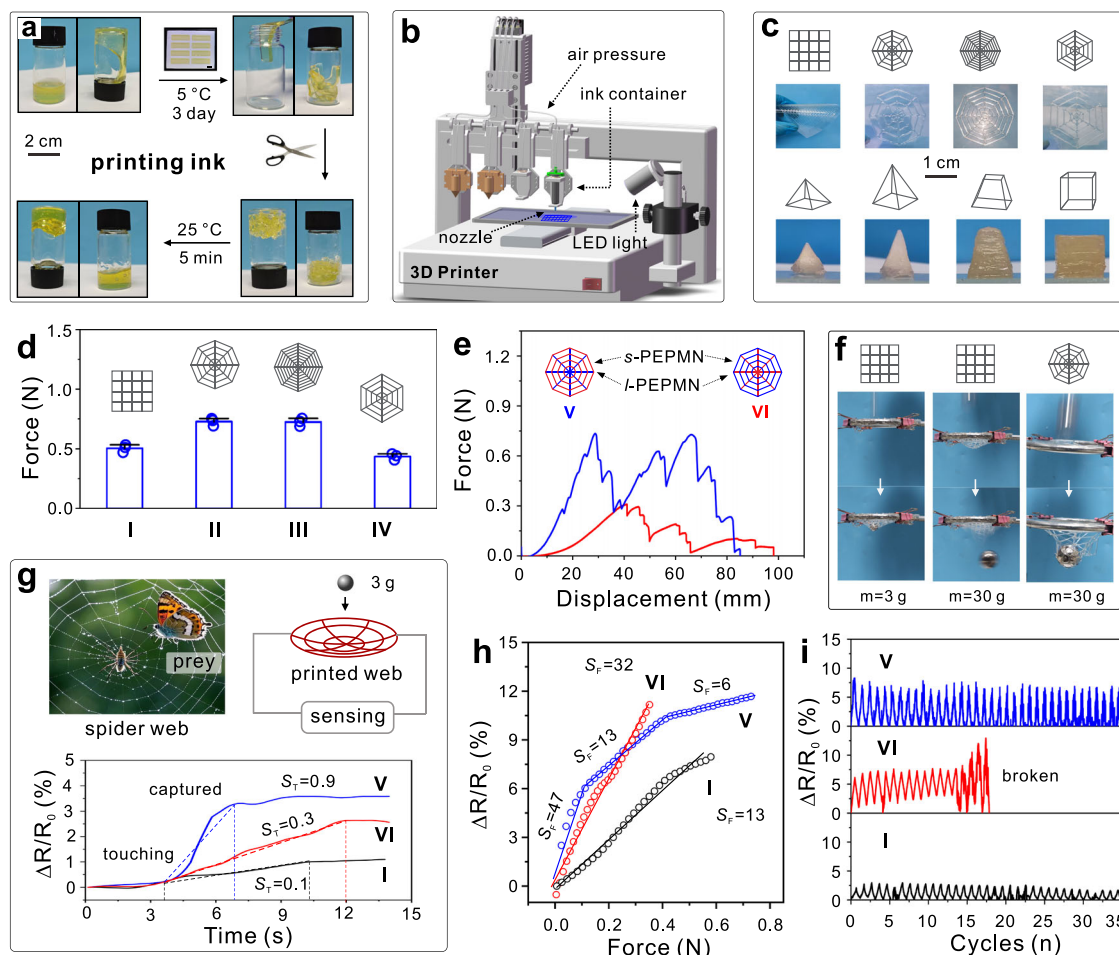 a
5 °C
3 day
2 cm
printing ink
25 °C
5 min
b
air pressure
ink container
nozzle
LED light
3D Printer
c
1 cm
d
Force (N)
1.5
1.0
0.5
0.0
I
II
III
IV
e
Force (N)
1.2
0.9
0.6
0.3
0.0
s-PEPMN
l-PEPMN
V
VI
0
20
40
60
80
100
Displacement (mm)
f
m=3 g
m=30 g
m=30 g
g
prey
spider web
3 g
printed web
sensing
ΔR/R0 (%)
5
4
3
2
1
0
captured
touching
ST=0.9
ST=0.3
ST=0.1
V
VI
I
0
3
6
9
12
15
Time (s)
h
ΔR/R0 (%)
15
12
9
6
3
0
SF=32
VI
SF=6
V
SF=13
SF=47
I
SF=13
0.0
0.2
0.4
0.6
0.8
Force (N)
i
ΔR/R0 (%)
15
10
5
0
V
10
5
0
VI
broken
10
5
0
I
0
5
10
15
20
25
30
35
Cycles (n)